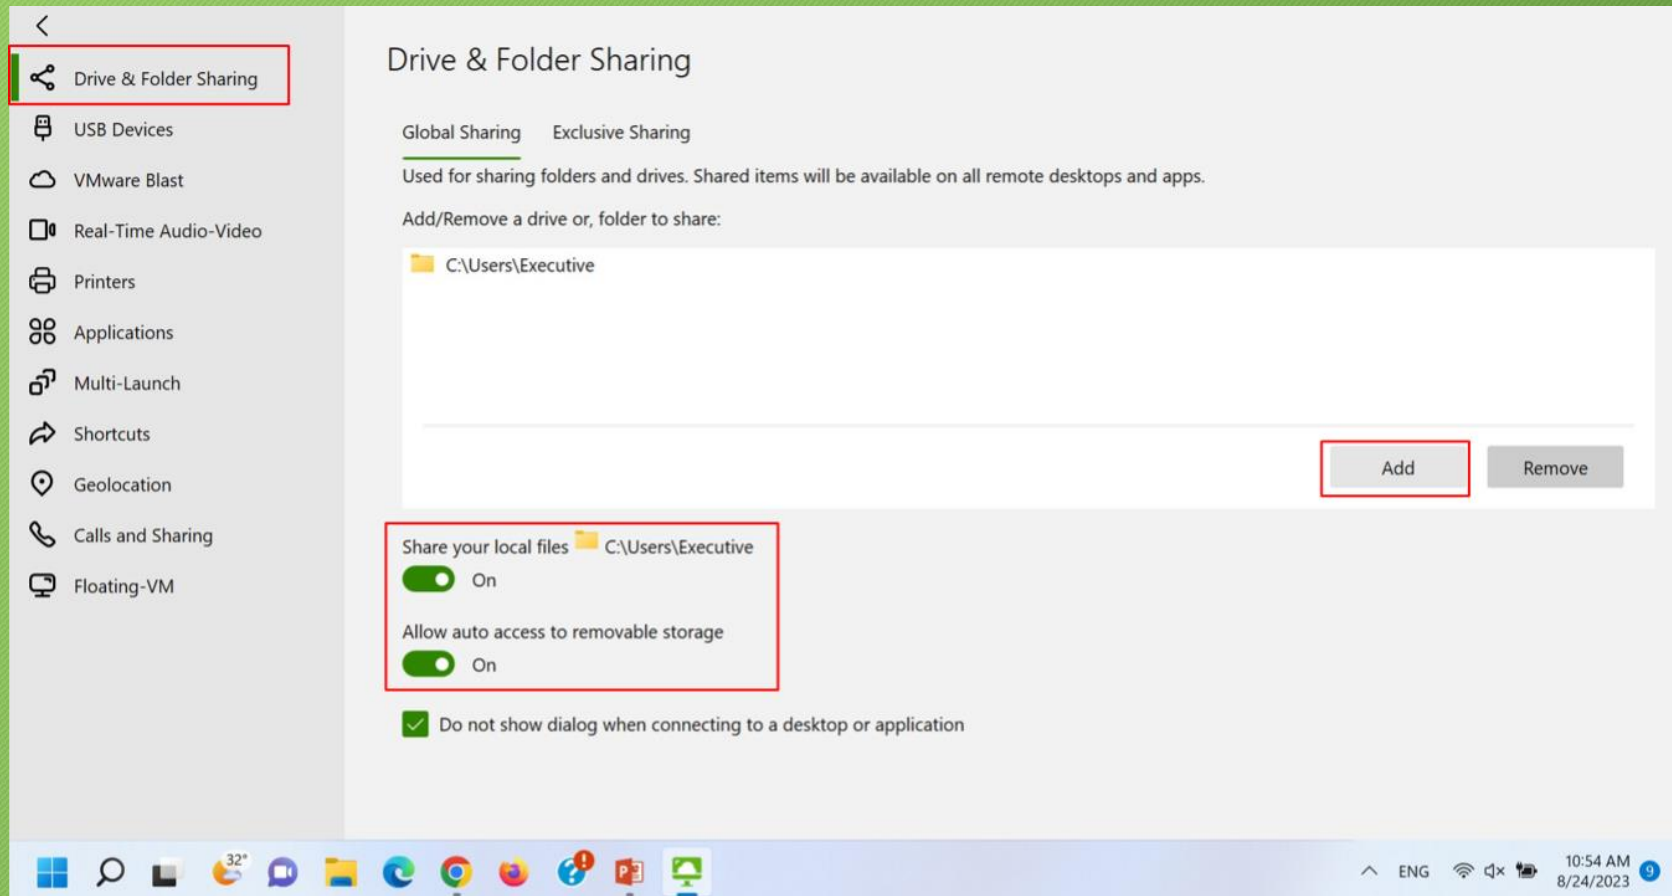 Drive & Folder Sharing
USB Devices
VMware Blast
Real-Time Audio-Video
Printers
Applications
Multi-Launch
Shortcuts
Geolocation
Calls and Sharing
Floating-VM
Drive & Folder Sharing
Global Sharing Exclusive Sharing
Used for sharing folders and drives. Shared items will be available on all remote desktops and apps.
Add/Remove a drive or, folder to share:
C:\Users\Executive
Add Remove
Share your local files C:\Users\Executive
On
Allow auto access to removable storage
On
Do not show dialog when connecting to a desktop or application
32°
ENG
10:54 AM
8/24/2023
9